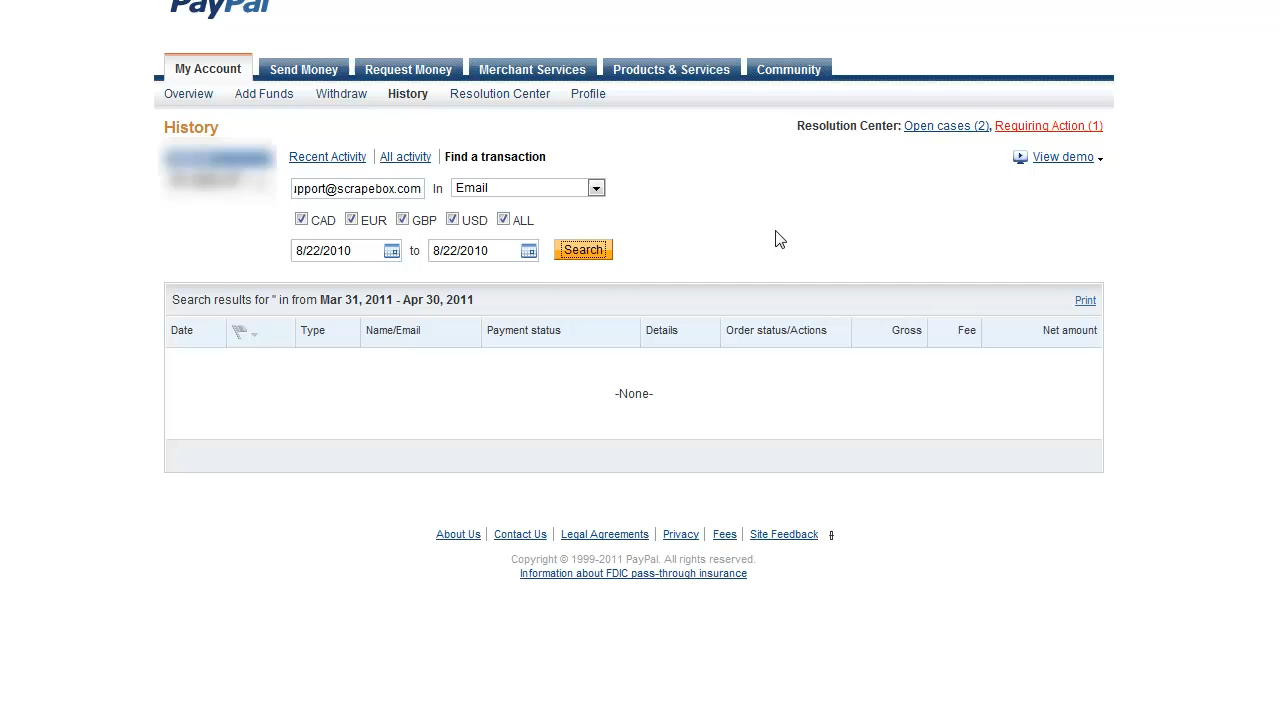 PayPal
My Account Send Money Request Money Merchant Services Products & Services Community
Overview Add Funds Withdraw History Resolution Center Profile
History
Resolution Center: Open cases (2), Requiring Action (1)
Recent Activity All activity Find a transaction
View demo
upport@scrapebox.com In Email
CAD EUR GBP USD ALL
8/22/2010 to 8/22/2010 Search
Search results for '' in from Mar 31, 2011 - Apr 30, 2011 Print
Date Type Name/Email Payment status Details Order status/Actions Gross Fee Net amount
-None-
About Us Contact Us Legal Agreements Privacy Fees Site Feedback
Copyright © 1999-2011 PayPal. All rights reserved.
Information about FDIC pass-through insurance